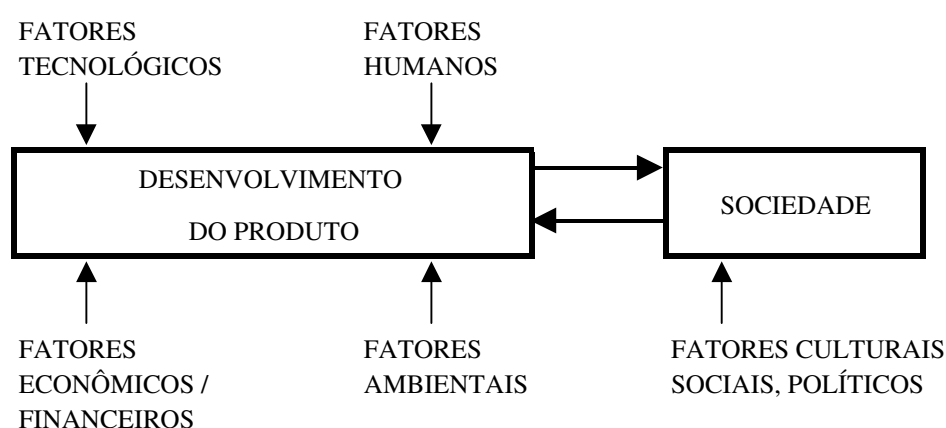 FATORES
TECNOLÓGICOS
FATORES
HUMANOS
DESENVOLVIMENTO
DO PRODUTO
SOCIEDADE
FATORES
ECONÔMICOS /
FINANCEIROS
FATORES
AMBIENTAIS
FATORES CULTURAIS
SOCIAIS, POLÍTICOS